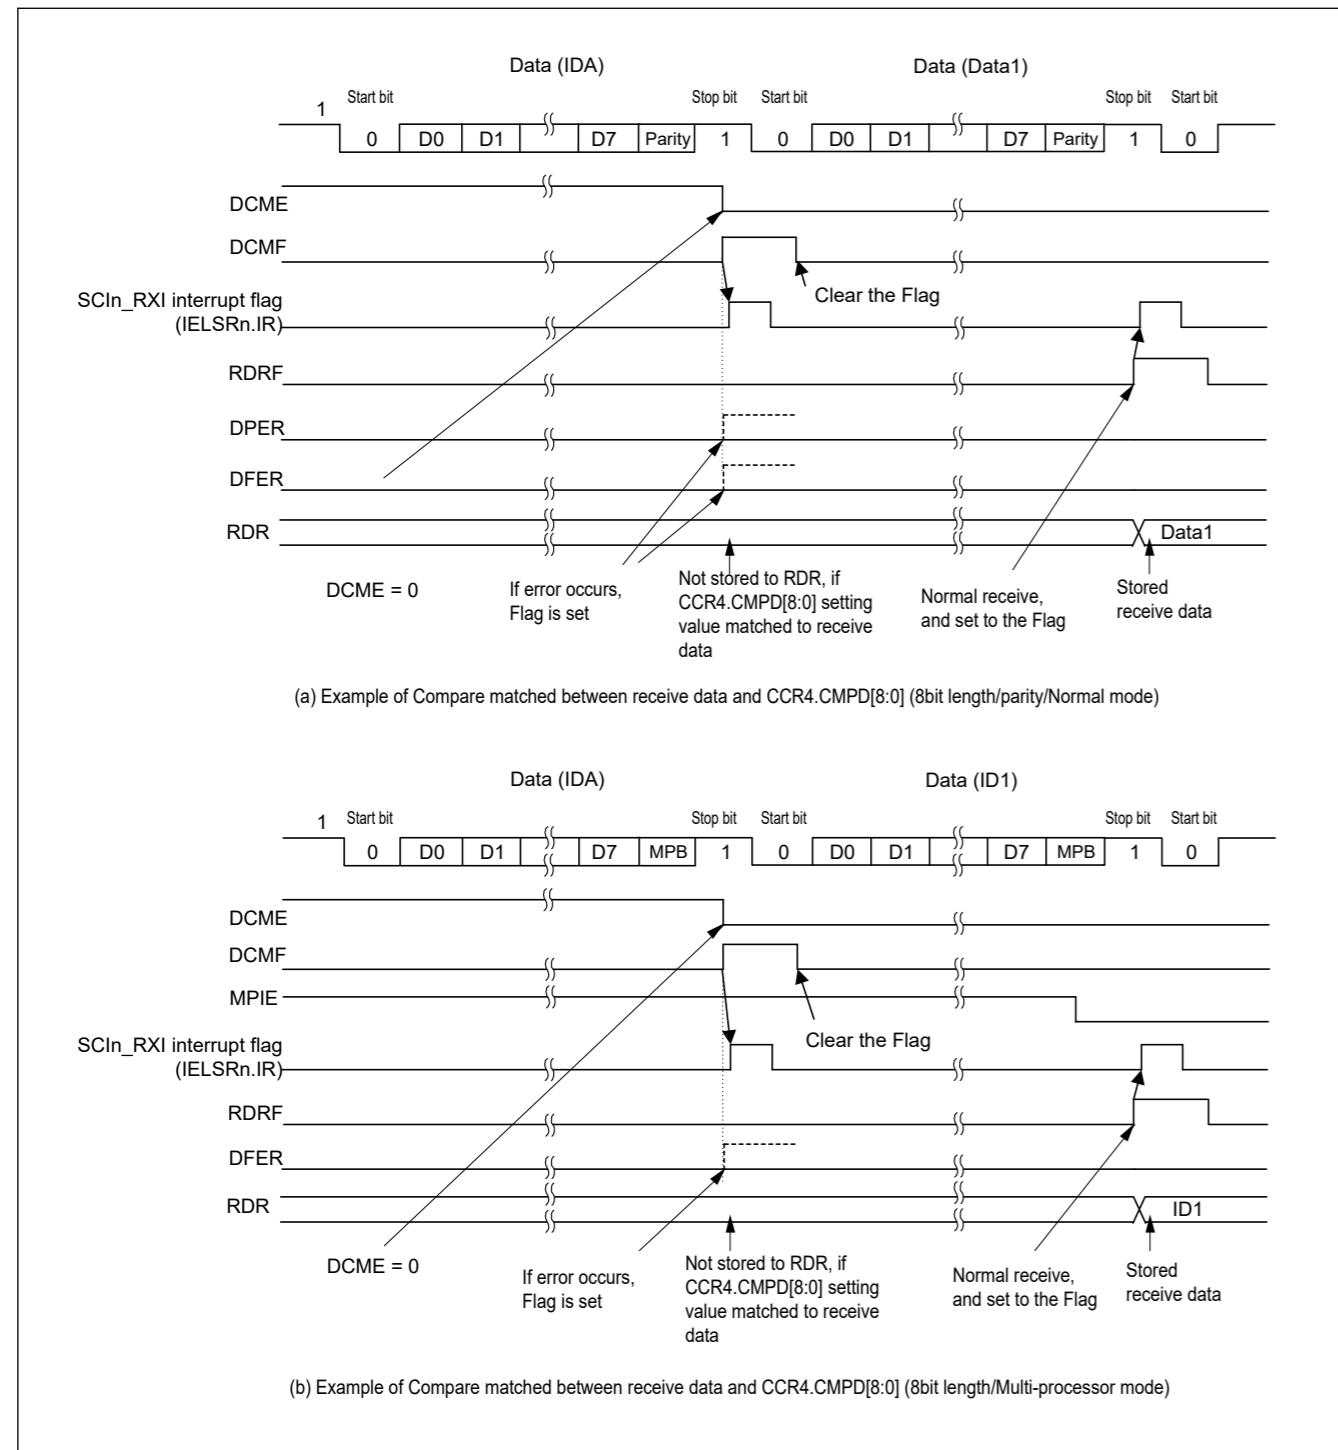 Data (IDA) Data (Data1)
1 Start bit Stop bit Start bit Stop bit Start bit
0 D0 D1 D7 Parity 1 0 D0 D1 D7 Parity 1 0
DCME
DCMF
Clear the Flag
SCIn_RXI interrupt flag
(IELSRn.IR)
RDRF
DPER
DFER
RDR Data1
DCME = 0
If error occurs,
Flag is set
Not stored to RDR, if
CCR4.CMPD[8:0] setting
value matched to receive
data
Normal receive,
and set to the Flag
Stored
receive data
(a) Example of Compare matched between receive data and CCR4.CMPD[8:0] (8bit length/parity/Normal mode)
Data (IDA) Data (ID1)
1 Start bit Stop bit Start bit Stop bit Start bit
0 D0 D1 D7 MPB 1 0 D0 D1 D7 MPB 1 0
DCME
DCMF
MPIE
Clear the Flag
SCIn_RXI interrupt flag
(IELSRn.IR)
RDRF
DFER
RDR ID1
DCME = 0
If error occurs,
Flag is set
Not stored to RDR, if
CCR4.CMPD[8:0] setting
value matched to receive
data
Normal receive,
and set to the Flag
Stored
receive data
(b) Example of Compare matched between receive data and CCR4.CMPD[8:0] (8bit length/Multi-processor mode)